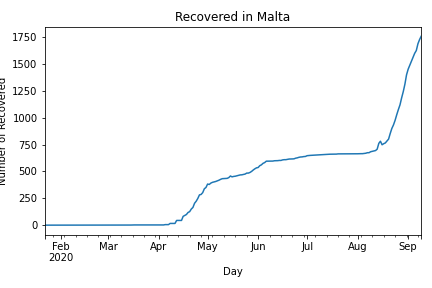 Recovered in Malta
1750
1500
1250
1000
750
500
250
0
Number of Recovered
Feb
2020
Mar
Apr
May
Jun
Jul
Aug
Sep
Day